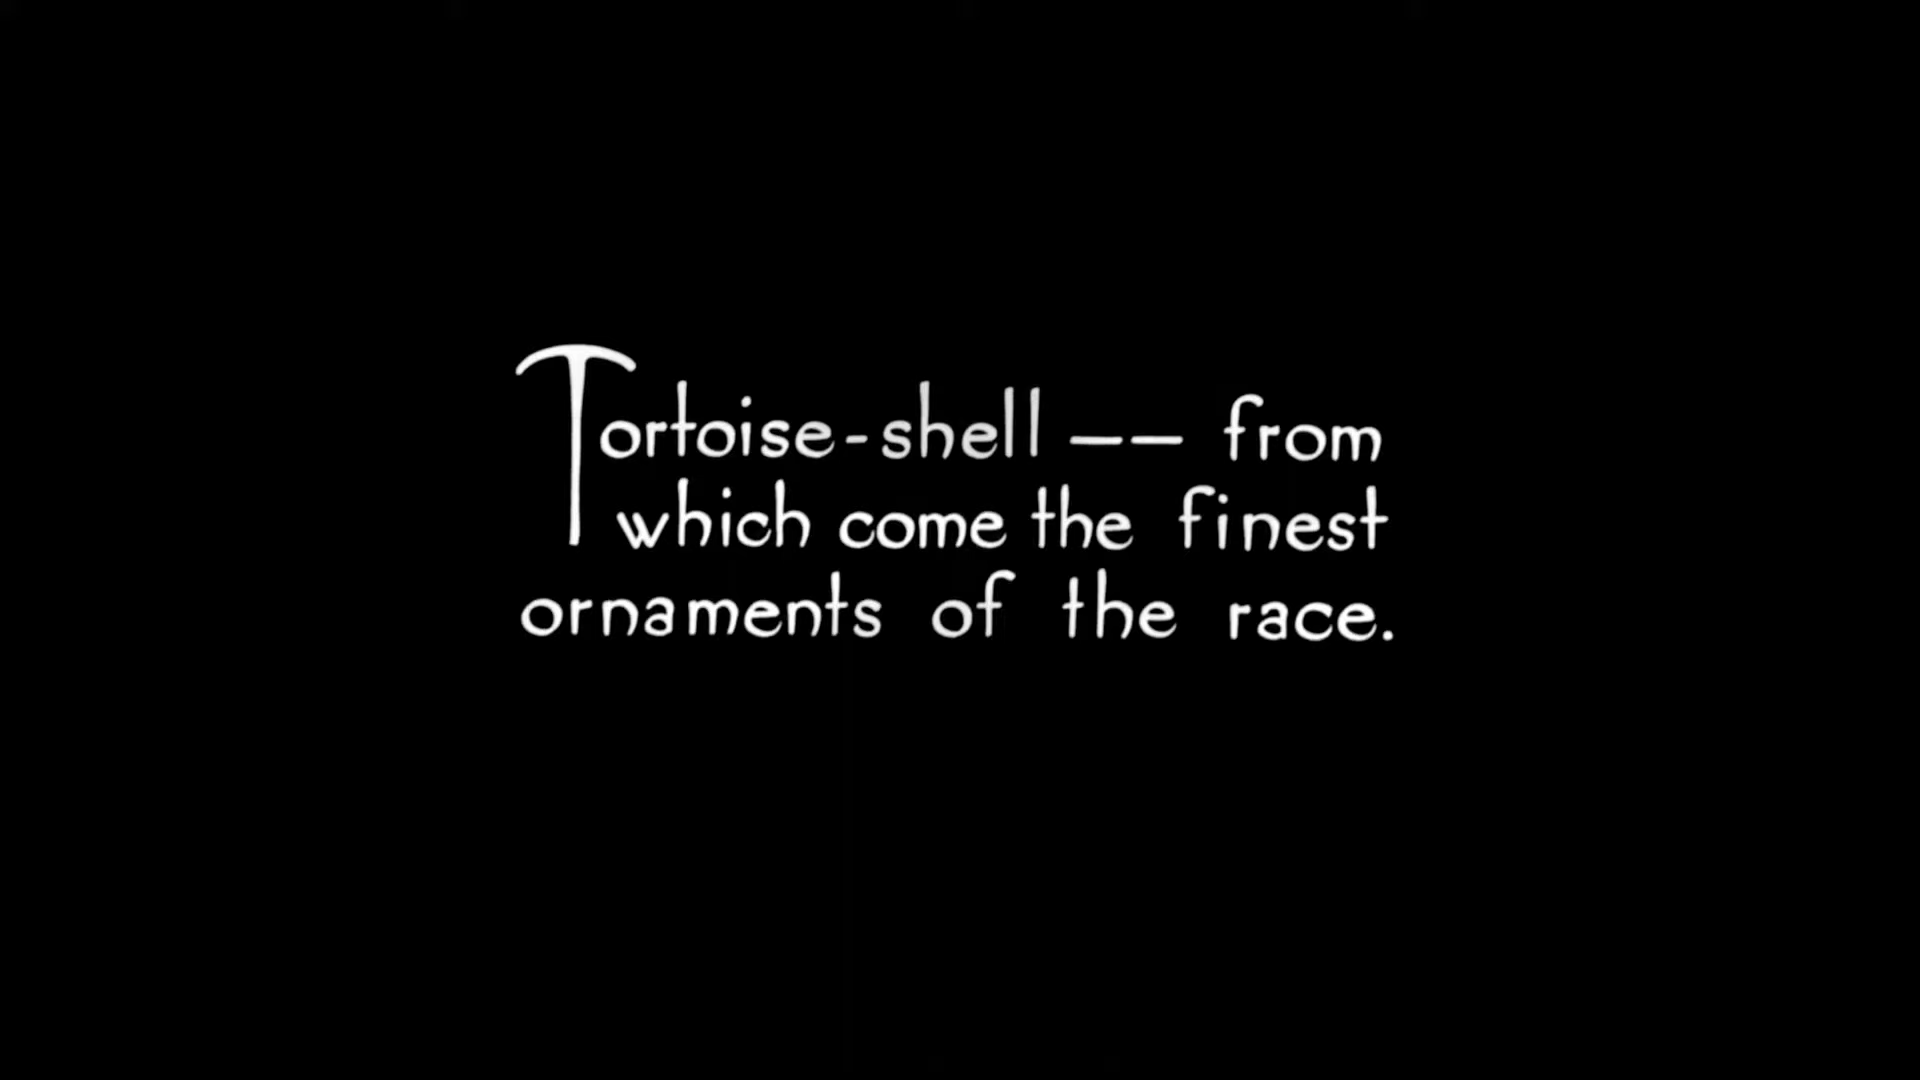 Tortoise-shell —— from
which come the finest
ornaments of the race.